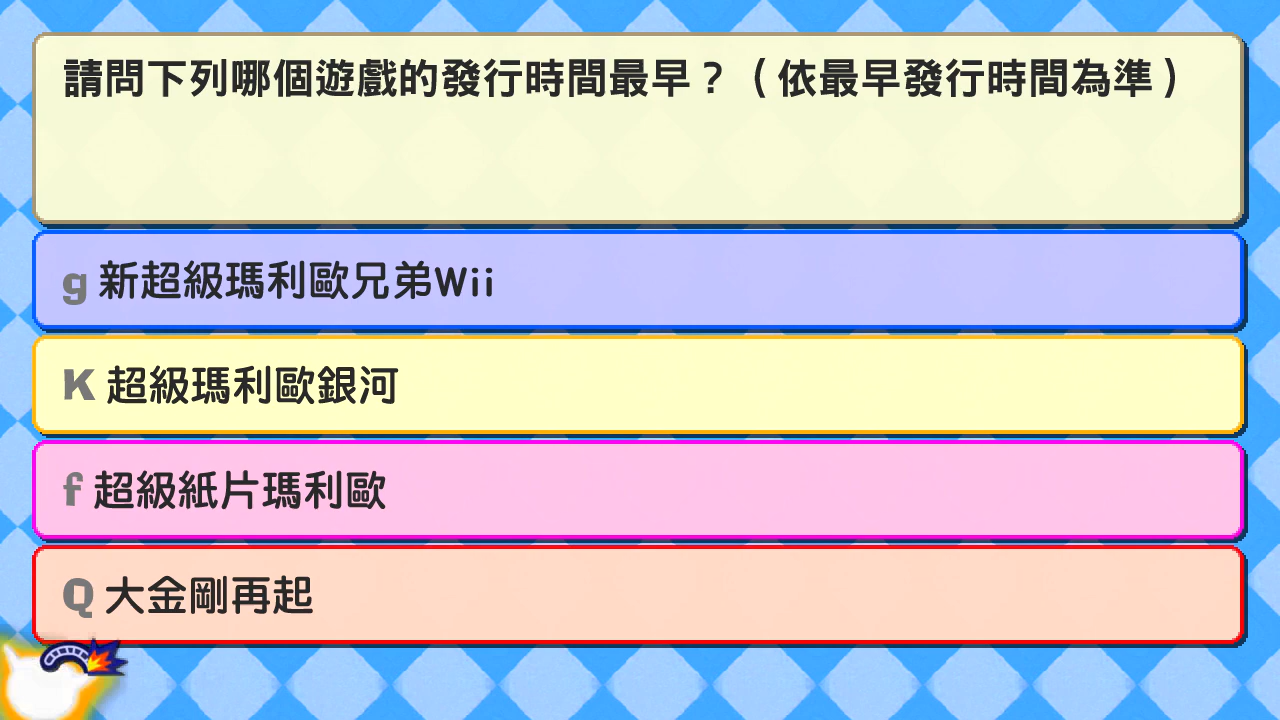 請問下列哪個遊戲的發行時間最早？（依最早發行時間為準）
g 新超級瑪利歐兄弟Wii
K 超級瑪利歐銀河
f 超級紙片瑪利歐
Q 大金剛再起